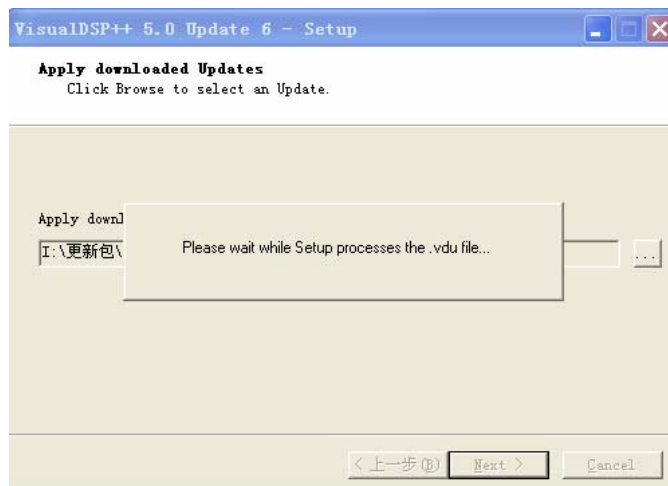 VisualDSP++ 5.0 Update 6 - Setup
Apply downloaded Updates
Click Browse to select an Update.
Apply downl
I:\更新包\
Please wait while Setup processes the .vdu file...
...
< 上一步(B)
Next >
Cancel